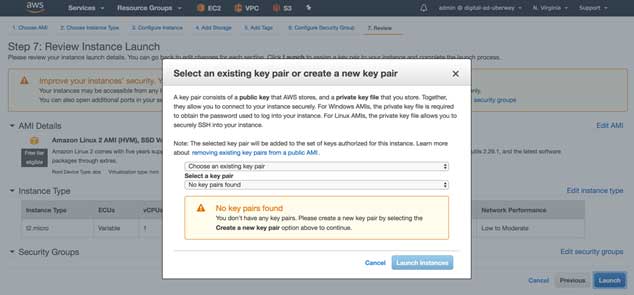 aws
Services
Resource Groups
EC2
VPC
S3
admin @ digital-ed-uberway
N. Virginia
Support
1. Choose AMI
2. Choose Instance Type
3. Configure Instance
4. Add Storage
5. Add Tags
6. Configure Security Group
7. Review
Step 7: Review Instance Launch
Please review your instance launch details. You can go back to edit changes for each section. Click Launch to assign a key pair to your instance and complete the launch process.
Improve your instances' security. Y
Your instances may be accessible from any I
You can also open additional ports in your se
security groups
AMI Details
Edit AMI
Amazon Linux 2 AMI (HVM), SSD Vo
Free tier
eligible
Amazon Linux 2 comes with five years suppo
utils 2.29.1, and the latest software
packages through extras.
Root Device Type: ebs
Virtualization type: hvm
Instance Type
Edit instance type
Instance Type
ECUs
vCPUs
Network Performance
t2.micro
Variable
1
Low to Moderate
Security Groups
Edit security groups
Cancel
Previous
Launch
Select an existing key pair or create a new key pair
A key pair consists of a public key that AWS stores, and a private key file that you store. Together,
they allow you to connect to your instance securely. For Windows AMIs, the private key file is required
to obtain the password used to log into your instance. For Linux AMIs, the private key file allows you to
securely SSH into your instance.
Note: The selected key pair will be added to the set of keys authorized for this instance. Learn more
about removing existing key pairs from a public AMI.
Choose an existing key pair
Select a key pair
No key pairs found
No key pairs found
You don't have any key pairs. Please create a new key pair by selecting the
Create a new key pair option above to continue.
Cancel
Launch Instances